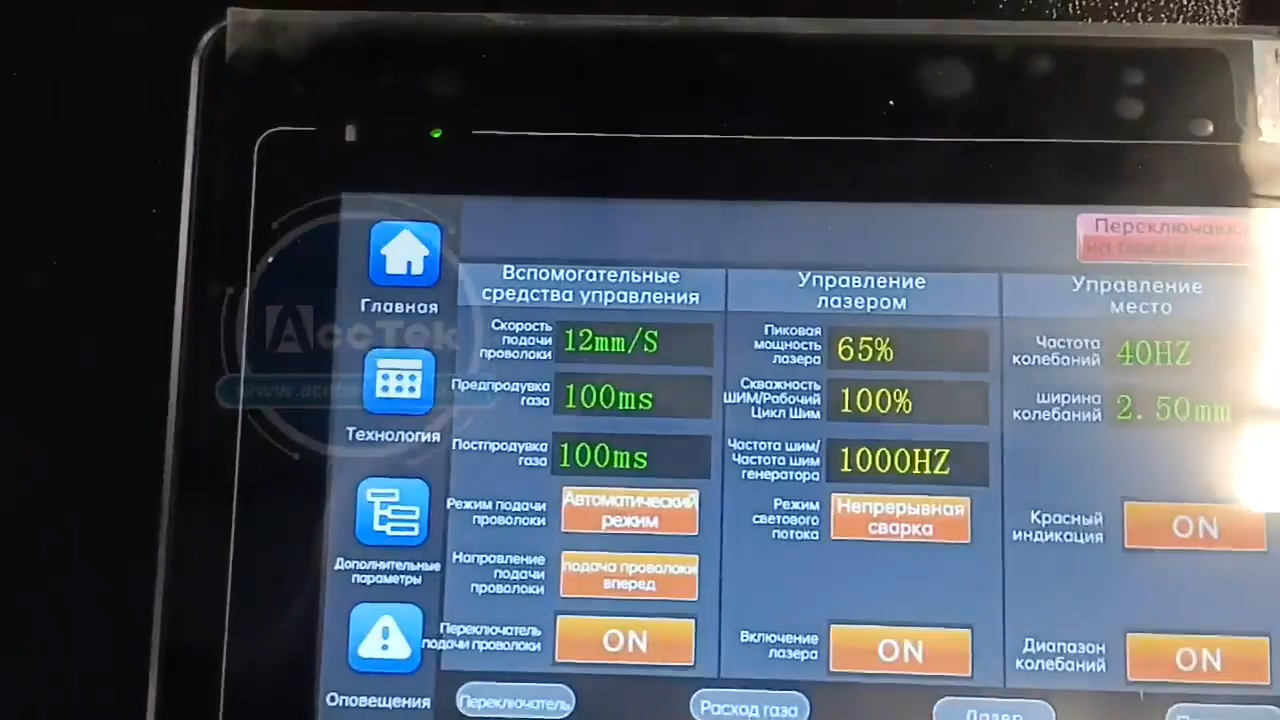 Переключа
Главная
Технология
Дополнительные
параметры
Оповещения
AccTek
Вспомогательные
средства управления
Скорость
подачи
проволоки
12mm/S
Предпродувка
газа
100ms
Постпродувка
газа
100ms
Режим подачи
проволоки
Автоматический
режим
Направление
подачи
проволоки
подача проволоки
вперед
Переключатель
подачи проволоки
ON
Управление
лазером
Пиковая
мощность
лазера
65%
Скважность
ШИМ/Рабочий
Цикл Шим
100%
Частота шим/
Частота шим
генератора
1000HZ
Режим
светового
потока
Непрерывная
сварка
Включение
лазера
ON
Управление
место
Частота
колебаний
40HZ
ширина
колебаний
2.50mm
Красный
индикация
ON
Диапазон
колебаний
ON
Переключатель
Расход газа
Лазер